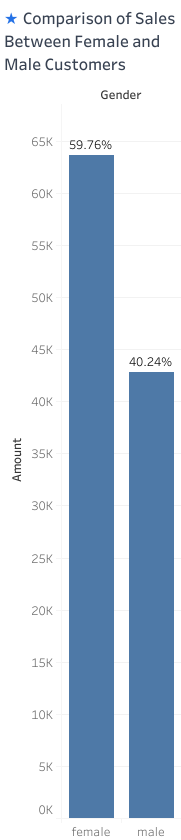 ★ Comparison of Sales
Between Female and
Male Customers
Gender
65K
59.76%
60K
55K
50K
45K
40.24%
40K
35K
Amount
30K
25K
20K
15K
10K
5K
0K
female male